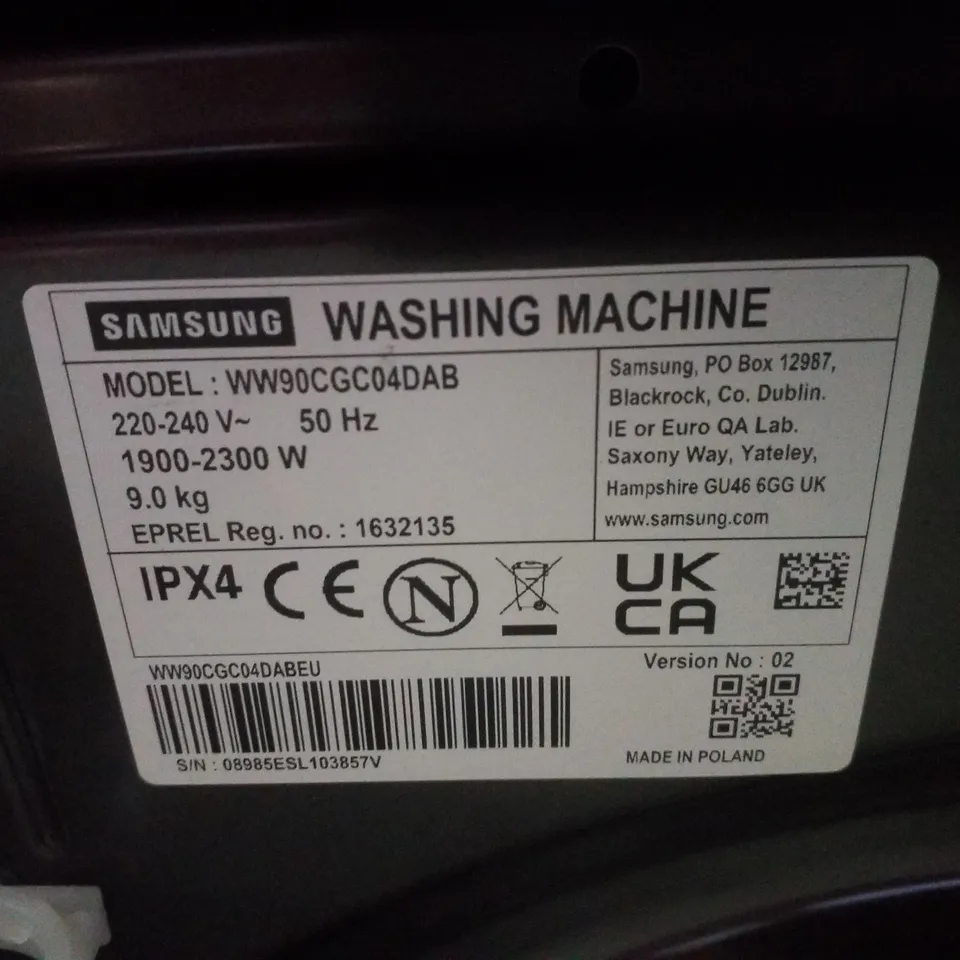 SAMSUNG WASHING MACHINE
MODEL : WW90CGC04DAB
220-240 V~ 50 Hz
1900-2300 W
9.0 kg
EPREL Reg. no. : 1632135
Samsung, PO Box 12987,
Blackrock, Co. Dublin.
IE or Euro QA Lab.
Saxony Way, Yateley,
Hampshire GU46 6GG UK
www.samsung.com
IPX4 CE N UK
CA
WW90CGC04DABEU
S/N : 08985ESL103857V
Version No : 02
MADE IN POLAND